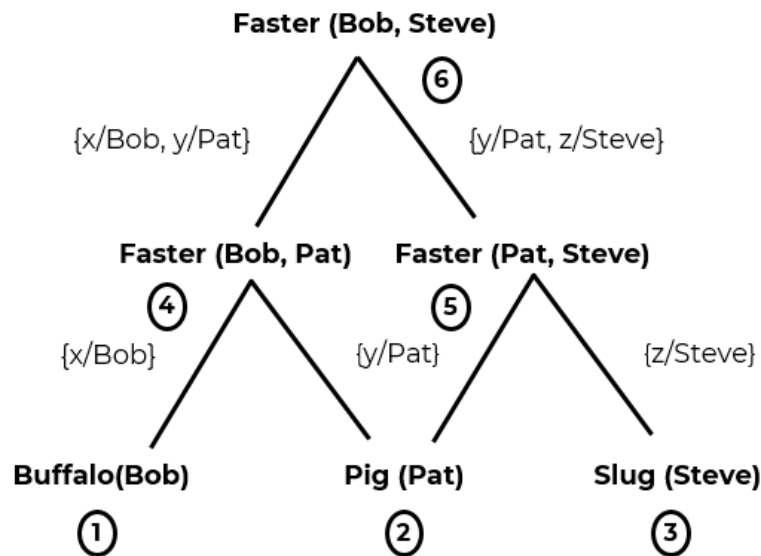 Faster (Bob, Steve)
6
{x/Bob, y/Pat}
{y/Pat, z/Steve}
Faster (Bob, Pat)
Faster (Pat, Steve)
4
5
{x/Bob}
{y/Pat}
{z/Steve}
Buffalo(Bob)
Pig (Pat)
Slug (Steve)
1
2
3